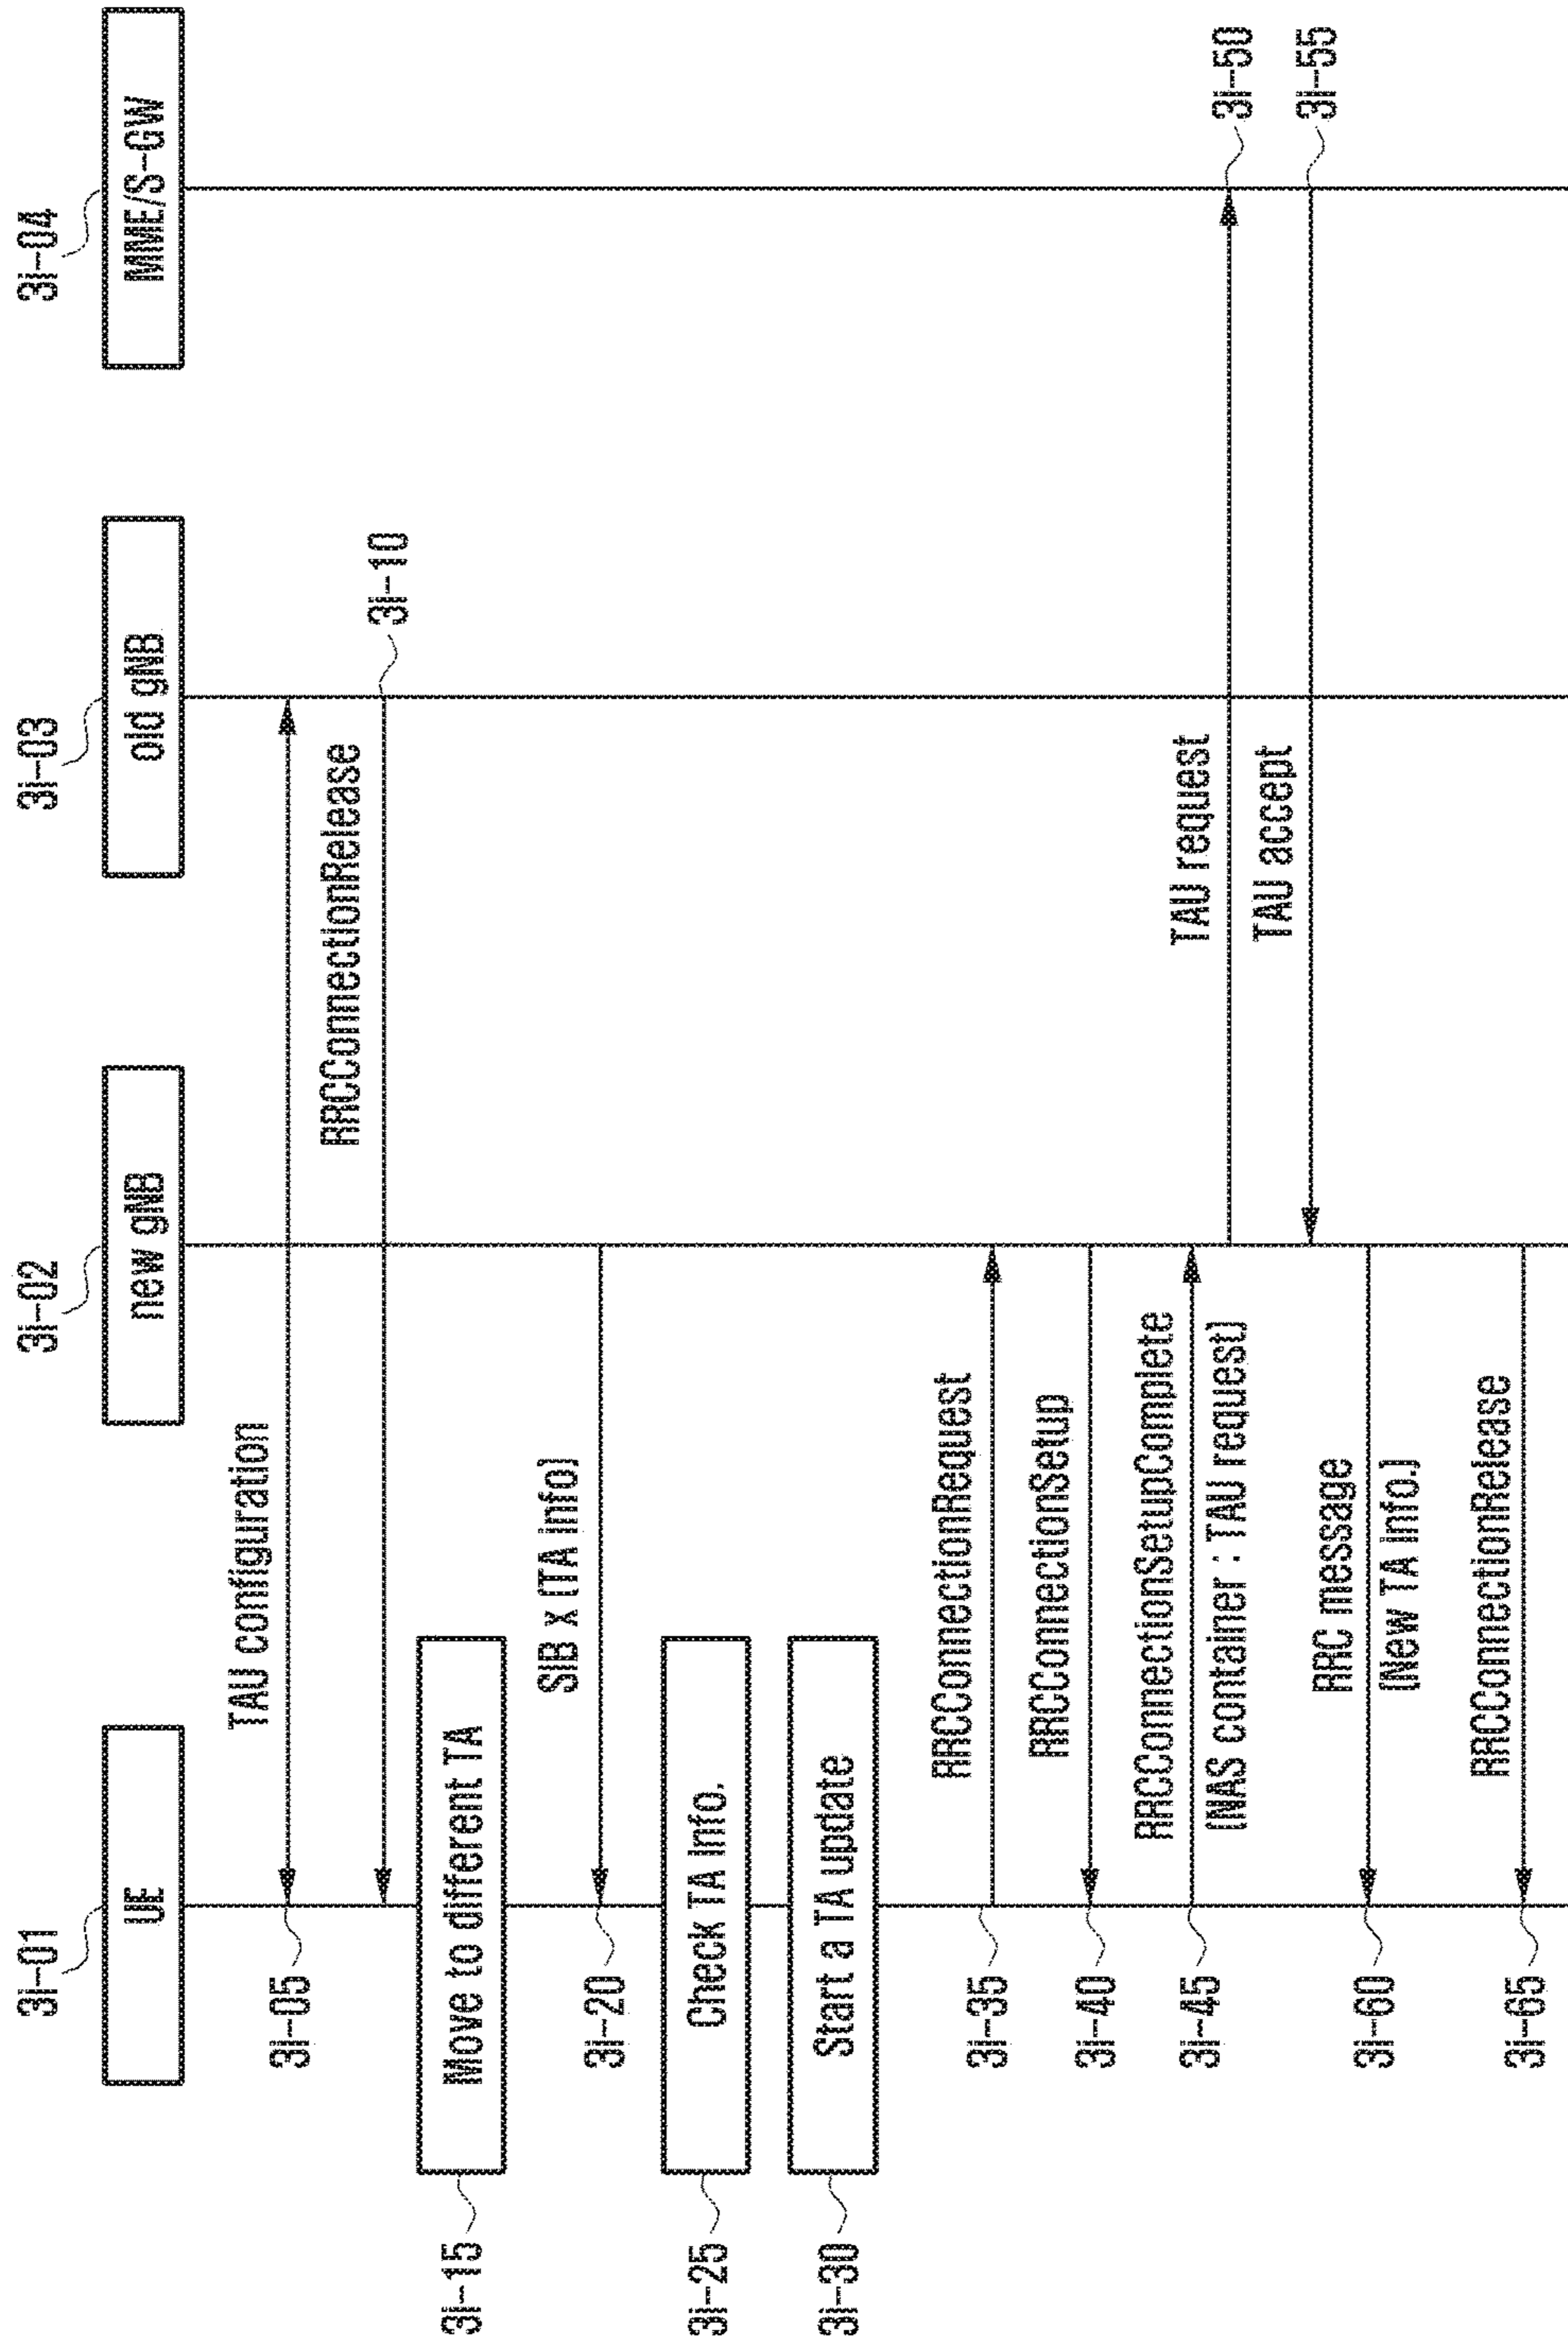 3i-01
3i-02
3i-03
3i-04
UE
new gNB
old gNB
MME/S-GW
TAU configuration
3i-05
RRCConnectionRelease
3i-10
3i-15
Move to different TA
SIB x (TA info)
3i-20
3i-25
Check TA Info.
3i-30
Start a TA update
RRCConnectionRequest
3i-35
RRCConnectionSetup
3i-40
RRCConnectionSetupComplete
(NAS container : TAU request)
3i-45
TAU request
3i-50
TAU accept
3i-55
RRC message
(New TA Info.)
3i-60
RRCConnectionRelease
3i-65